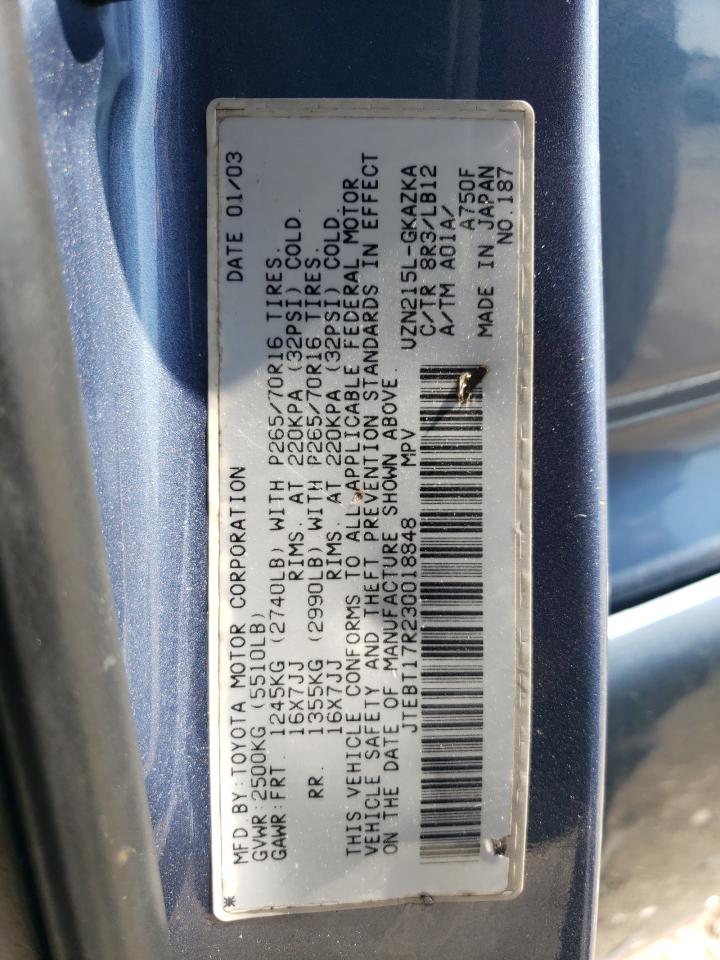 MFD. BY: TOYOTA MOTOR CORPORATION DATE 01/03
GVWR: 2500KG (5510LB)
GAWR: FRT. 1245KG (2740LB) WITH P265/70R16 TIRES.
16X7JJ RIMS. AT 220KPA (32PSI) COLD.
RR. 1355KG (2990LB) WITH P265/70R16 TIRES.
16X7JJ RIMS. AT 220KPA (32PSI) COLD.
THIS VEHICLE CONFORMS TO ALL APPLICABLE FEDERAL MOTOR
VEHICLE SAFETY AND THEFT PREVENTION STANDARDS IN EFFECT
ON THE DATE OF MANUFACTURE SHOWN ABOVE.
JTEBT17R230018848 MPV UZN215L-GKAZKA
C/TR 8R3/LB12
A/TM A01A/
A750F
MADE IN JAPAN
NO.187